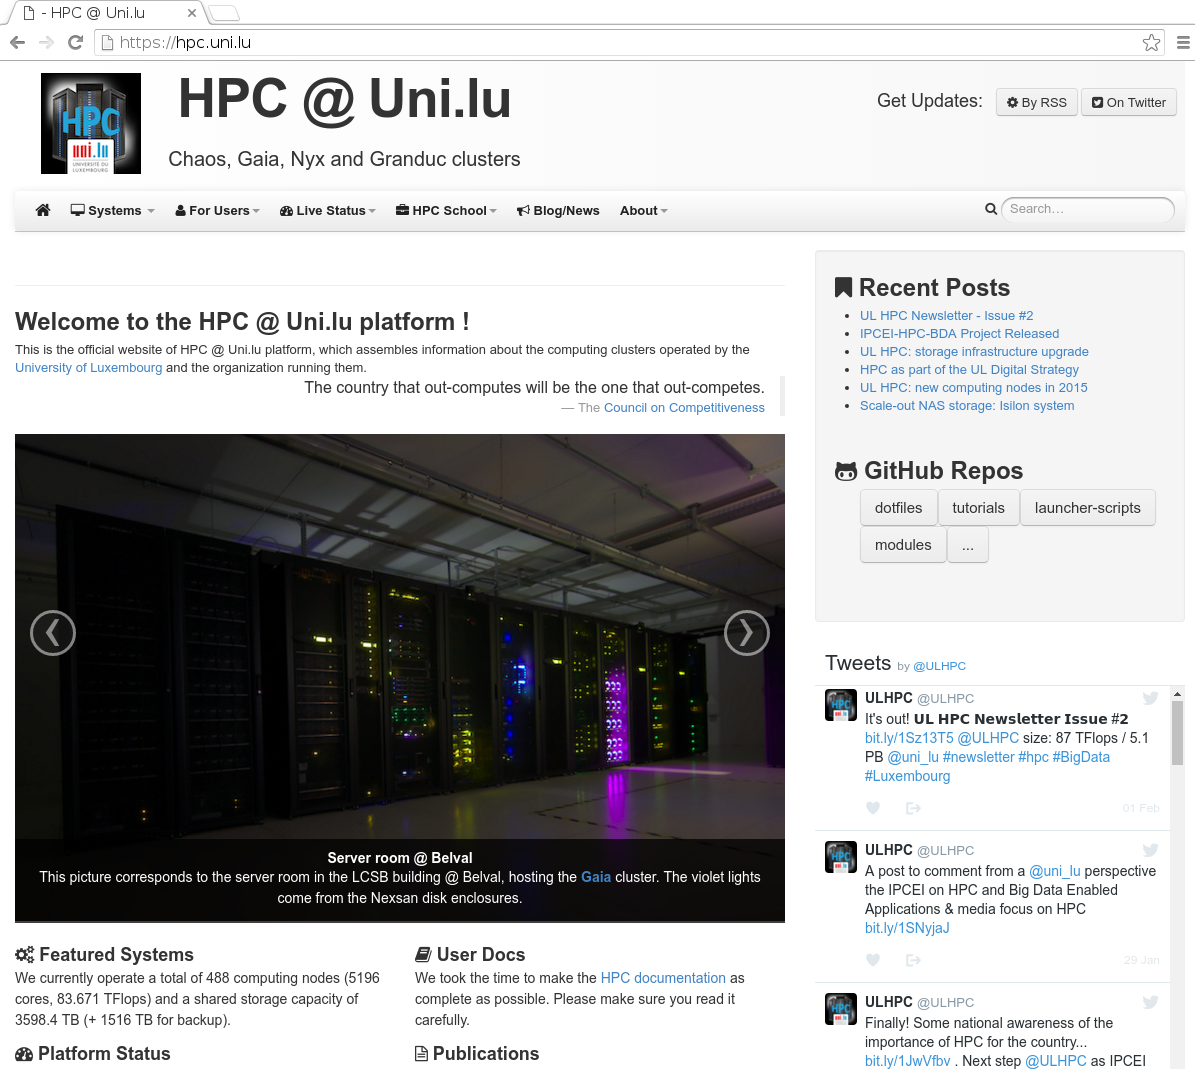 - HPC @ Uni.lu
https://hpc.uni.lu
HPC
uni.lu
UNIVERSITÉ DU
LUXEMBOURG
HPC @ Uni.lu
Chaos, Gaia, Nyx and Granduc clusters
Get Updates: By RSS On Twitter
Systems For Users Live Status HPC School Blog/News About Search...
Welcome to the HPC @ Uni.lu platform !
This is the official website of HPC @ Uni.lu platform, which assembles information about the computing clusters operated by the
University of Luxembourg and the organization running them.
The country that out-computes will be the one that out-competes.
— The Council on Competitiveness
Server room @ Belval
This picture corresponds to the server room in the LCSB building @ Belval, hosting the Gaia cluster. The violet lights
come from the Nexsan disk enclosures.
Featured Systems
We currently operate a total of 488 computing nodes (5196
cores, 83.671 TFlops) and a shared storage capacity of
3598.4 TB (+ 1516 TB for backup).
Platform Status
User Docs
We took the time to make the HPC documentation as
complete as possible. Please make sure you read it
carefully.
Publications
Recent Posts
UL HPC Newsletter - Issue #2
IPCEI-HPC-BDA Project Released
UL HPC: storage infrastructure upgrade
HPC as part of the UL Digital Strategy
UL HPC: new computing nodes in 2015
Scale-out NAS storage: Isilon system
GitHub Repos
dotfiles tutorials launcher-scripts
modules ...
Tweets by @ULHPC
ULHPC @ULHPC
It's out! UL HPC Newsletter Issue #2
bit.ly/1Sz13T5 @ULHPC size: 87 TFlops / 5.1
PB @uni_lu #newsletter #hpc #BigData
#Luxembourg
01 Feb
ULHPC @ULHPC
A post to comment from a @uni_lu perspective
the IPCEI on HPC and Big Data Enabled
Applications & media focus on HPC
bit.ly/1SNyjaJ
29 Jan
ULHPC @ULHPC
Finally! Some national awareness of the
importance of HPC for the country...
bit.ly/1JwVfbv . Next step @ULHPC as IPCEI